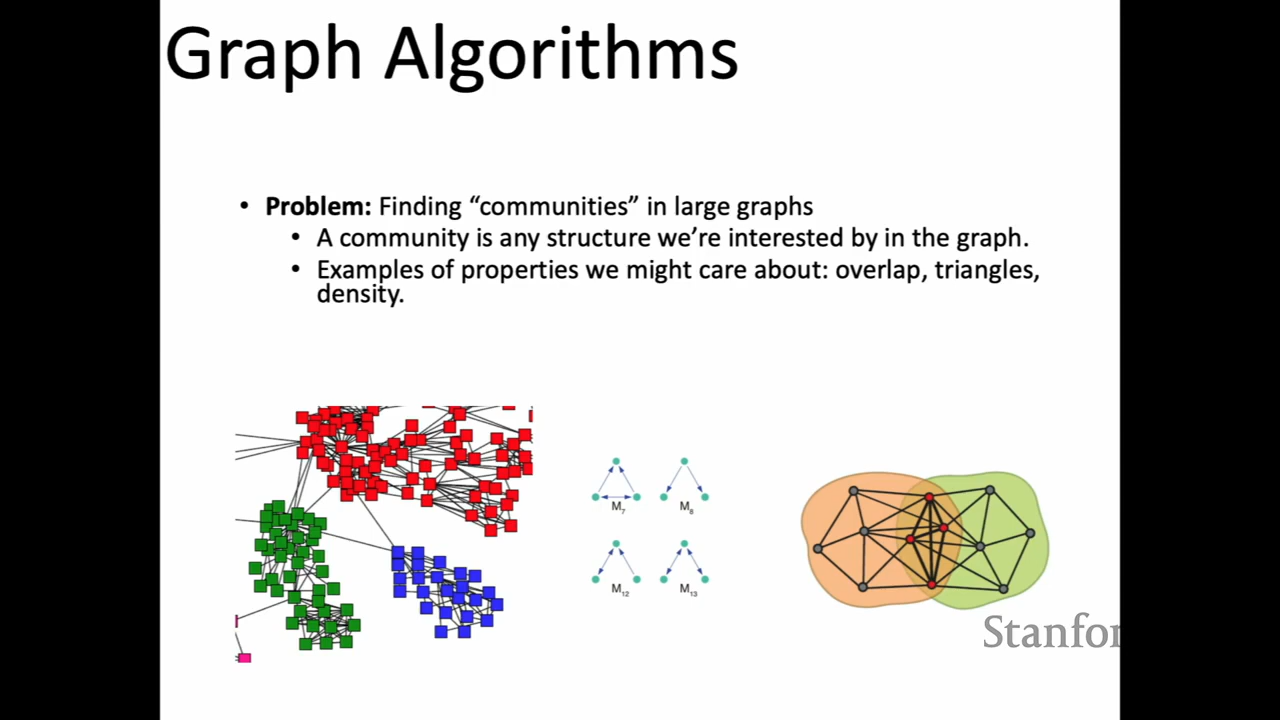 Graph Algorithms
• Problem: Finding “communities” in large graphs
• A community is any structure we’re interested by in the graph.
• Examples of properties we might care about: overlap, triangles,
density.
M7 M8
M12 M13
Stanfor